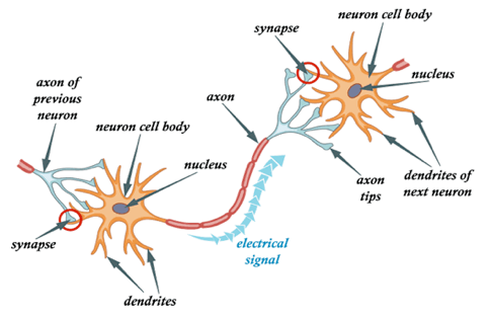 neuron cell body
synapse
nucleus
axon of
previous
neuron
axon
neuron cell body
nucleus
axon
tips
dendrites of
next neuron
synapse
electrical
signal
dendrites